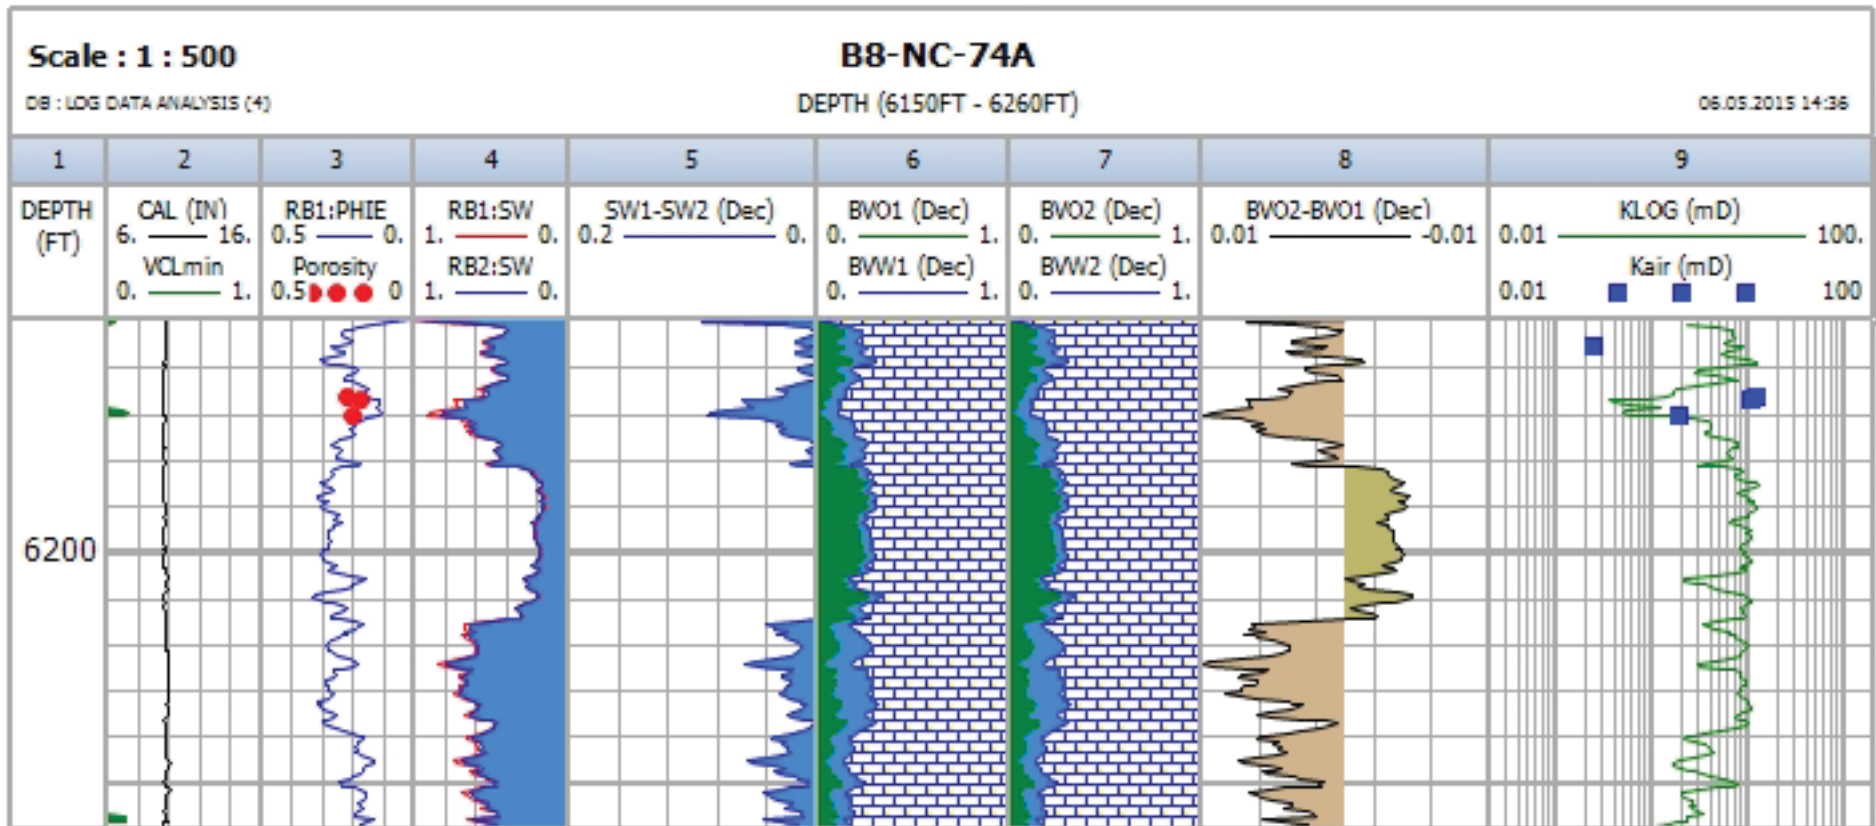 Scale : 1 : 500
B8-NC-74A
DB : LOG DATA ANALYSIS (4)
DEPTH (6150FT - 6260FT)
06.05.2015 14:36
1 2 3 4 5 6 7 8 9
DEPTH (FT)
CAL (IN)
6. 16.
VCLmin
0. 1.
RB1:PHIE
0.5 0.
Porosity
0.5 0
RB1:SW
1. 0.
RB2:SW
1. 0.
SW1-SW2 (Dec)
0.2 0.
BVO1 (Dec)
0. 1.
BVW1 (Dec)
0. 1.
BVO2 (Dec)
0. 1.
BVW2 (Dec)
0. 1.
BVO2-BVO1 (Dec)
0.01 -0.01
KLOG (mD)
0.01 100.
Kair (mD)
0.01 100
6200